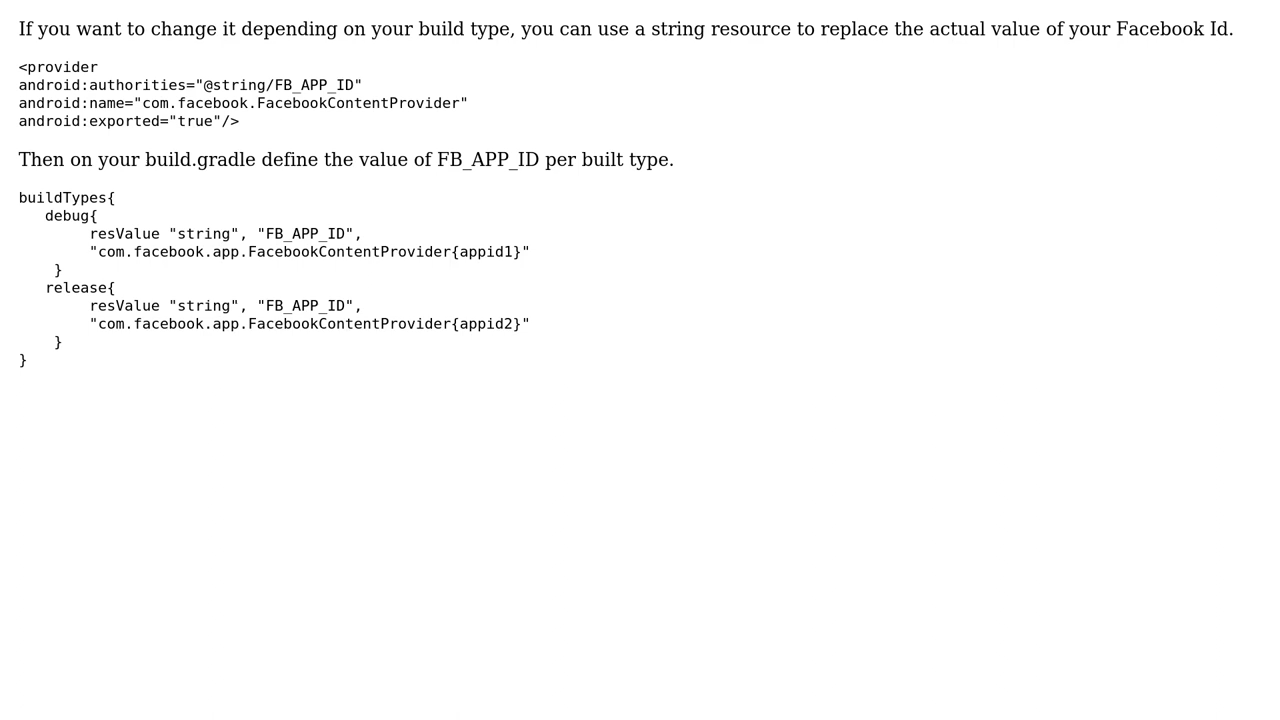 If you want to change it depending on your build type, you can use a string resource to replace the actual value of your Facebook Id.
<provider
android:authorities="@string/FB_APP_ID"
android:name="com.facebook.FacebookContentProvider"
android:exported="true"/>
Then on your build.gradle define the value of FB_APP_ID per built type.
buildTypes{
   debug{
        resValue "string", "FB_APP_ID",
        "com.facebook.app.FacebookContentProvider{appid1}"
    }
   release{
        resValue "string", "FB_APP_ID",
        "com.facebook.app.FacebookContentProvider{appid2}"
    }
}